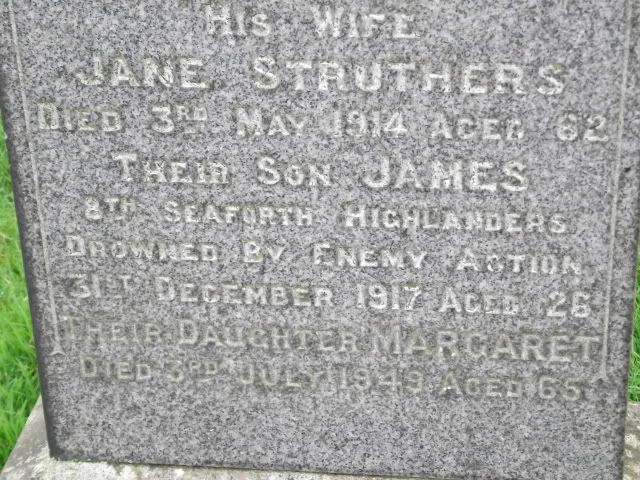 HIS WIFE
JANE STRUTHERS
DIED 3RD MAY 1914 AGED 62
THEIR SON JAMES
8TH SEAFORTH HIGHLANDERS
DROWNED BY ENEMY ACTION
31ST DECEMBER 1917 AGED 26
THEIR DAUGHTER MARGARET
DIED 3RD JULY 1949 AGED 65